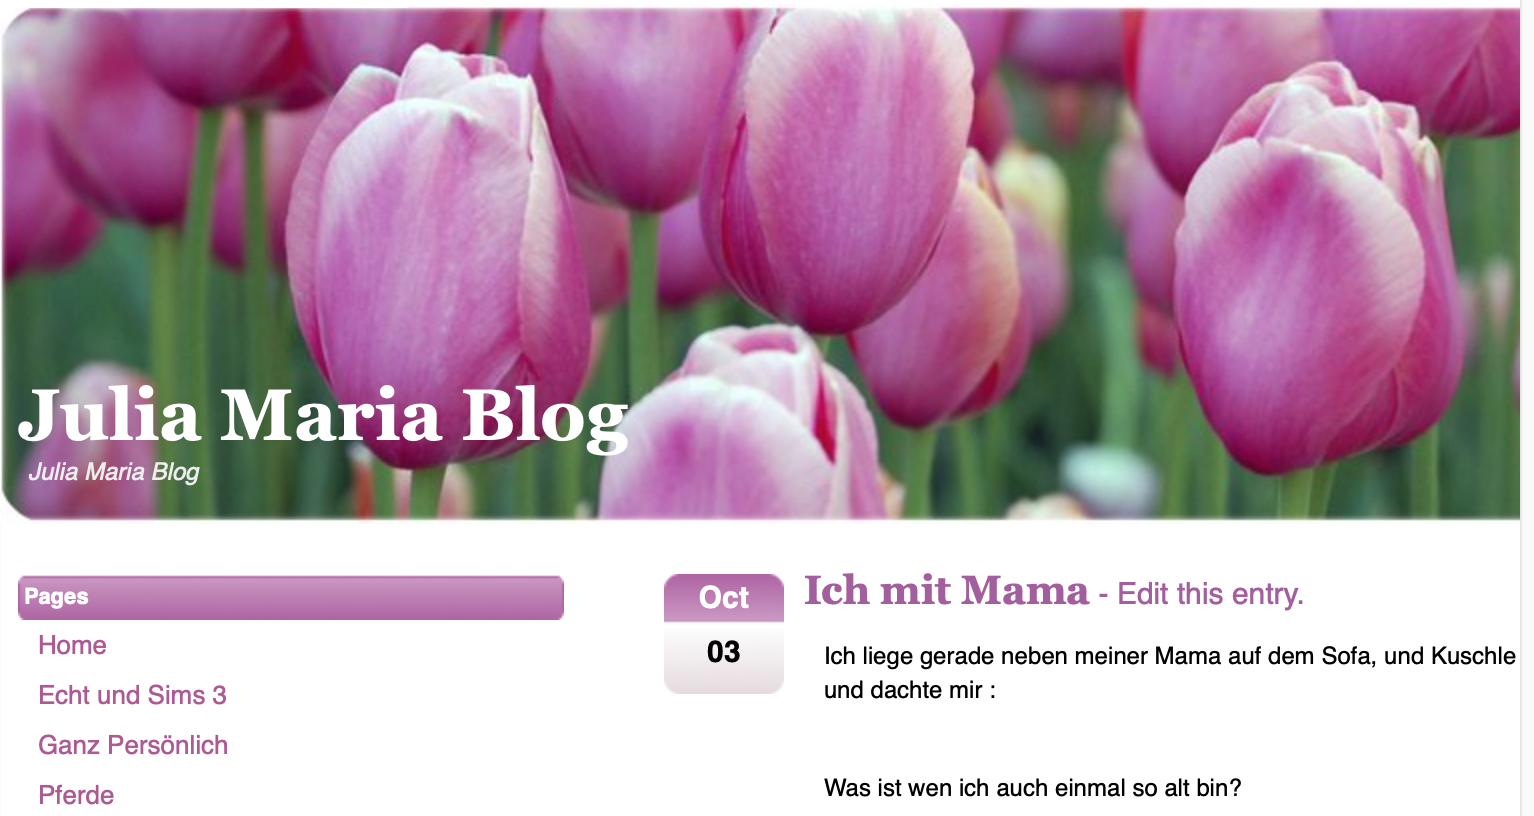 Julia Maria Blog
Julia Maria Blog
Pages
Home
Echt und Sims 3
Ganz Persönlich
Pferde
Oct
03
Ich mit Mama - Edit this entry.
Ich liege gerade neben meiner Mama auf dem Sofa, und Kuschle
und dachte mir :
Was ist wen ich auch einmal so alt bin?